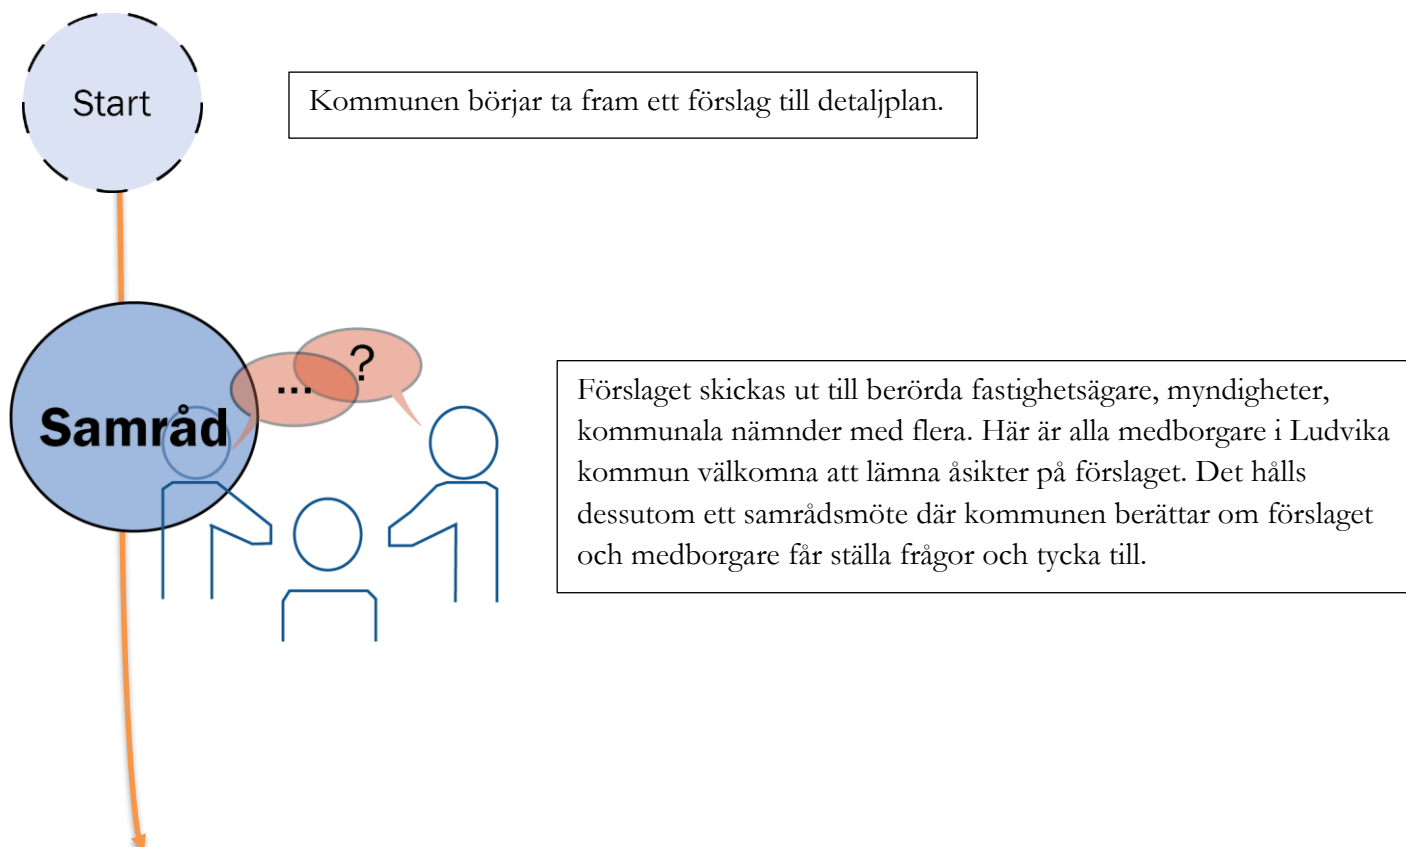 Start
Kommunen börjar ta fram ett förslag till detaljplan.
Samråd
...
?
Förslaget skickas ut till berörda fastighetsägare, myndigheter,
kommunala nämnder med flera. Här är alla medborgare i Ludvika
kommun välkomna att lämna åsikter på förslaget. Det hålls
dessutom ett samrådsmöte där kommunen berättar om förslaget
och medborgare får ställa frågor och tycka till.